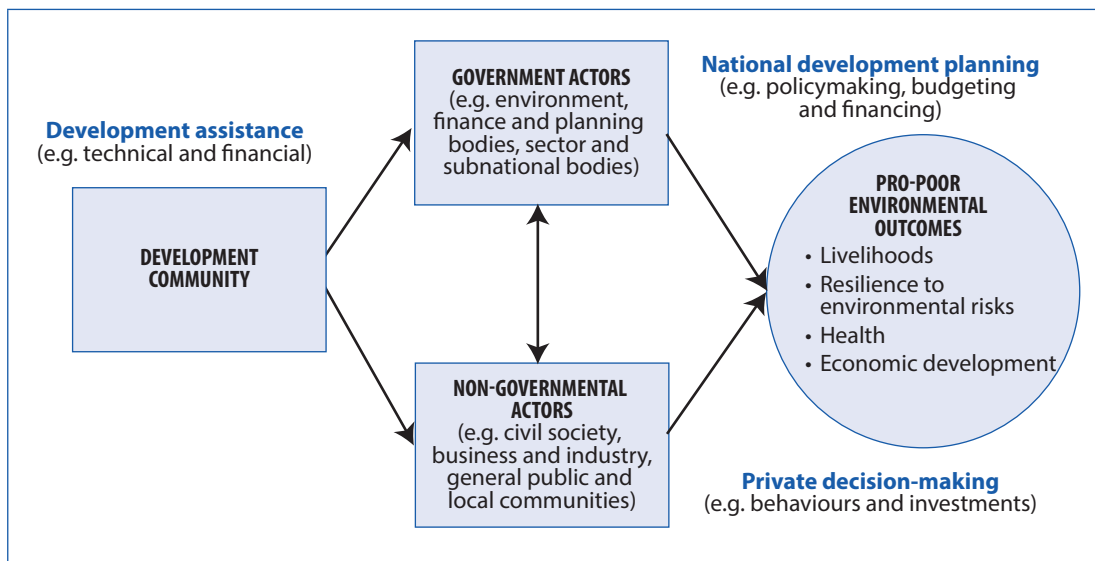 Development assistance
(e.g. technical and financial)
DEVELOPMENT
COMMUNITY
GOVERNMENT ACTORS
(e.g. environment,
finance and planning
bodies, sector and
subnational bodies)
NON-GOVERNMENTAL
ACTORS
(e.g. civil society,
business and industry,
general public and
local communities)
National development planning
(e.g. policymaking, budgeting
and financing)
PRO-POOR
ENVIRONMENTAL
OUTCOMES
• Livelihoods
• Resilience to
environmental risks
• Health
• Economic development
Private decision-making
(e.g. behaviours and investments)